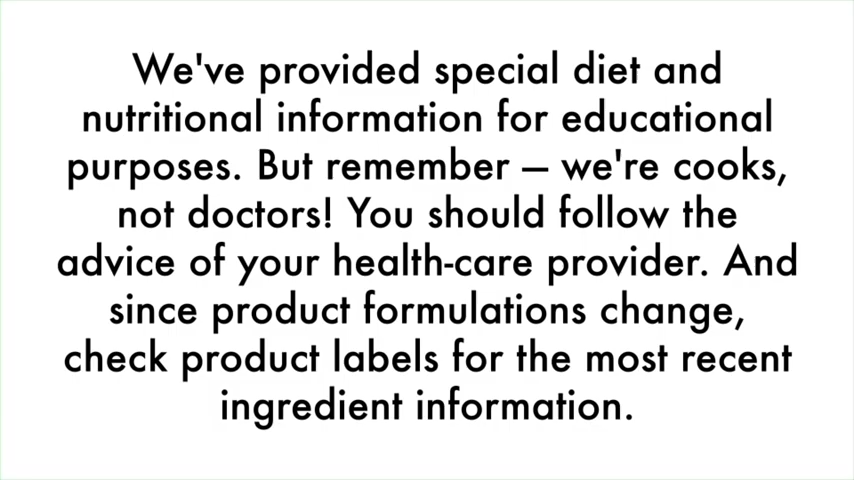 We've provided special diet and
nutritional information for educational
purposes. But remember — we're cooks,
not doctors! You should follow the
advice of your health-care provider. And
since product formulations change,
check product labels for the most recent
ingredient information.